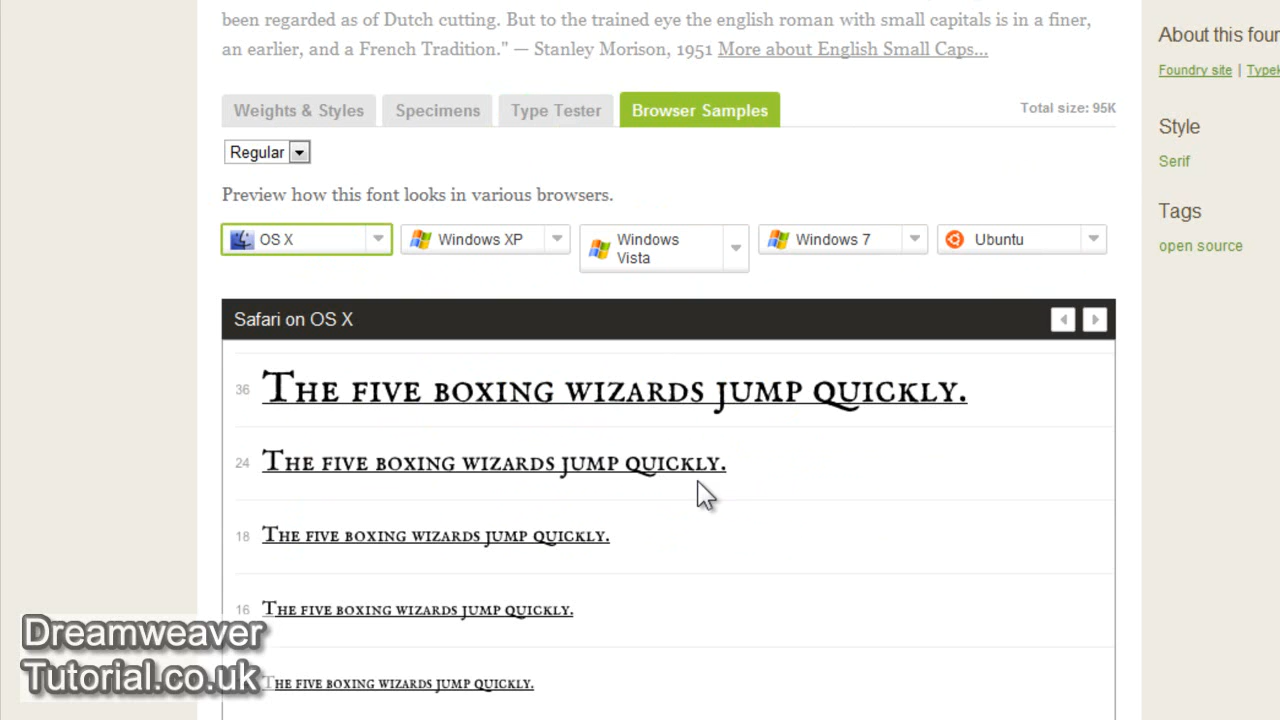 been regarded as of Dutch cutting. But to the trained eye the english roman with small capitals is in a finer,
an earlier, and a French Tradition." — Stanley Morison, 1951 More about English Small Caps...
About this four
Foundry site | Typek
Weights & Styles Specimens Type Tester Browser Samples Total size: 95K
Style
Regular
Serif
Preview how this font looks in various browsers.
Tags
OS X Windows XP Windows Vista Windows 7 Ubuntu
open source
Safari on OS X
36 The five boxing wizards jump quickly.
24 The five boxing wizards jump quickly.
18 The five boxing wizards jump quickly.
16 The five boxing wizards jump quickly.
The five boxing wizards jump quickly.
Dreamweaver
Tutorial.co.uk